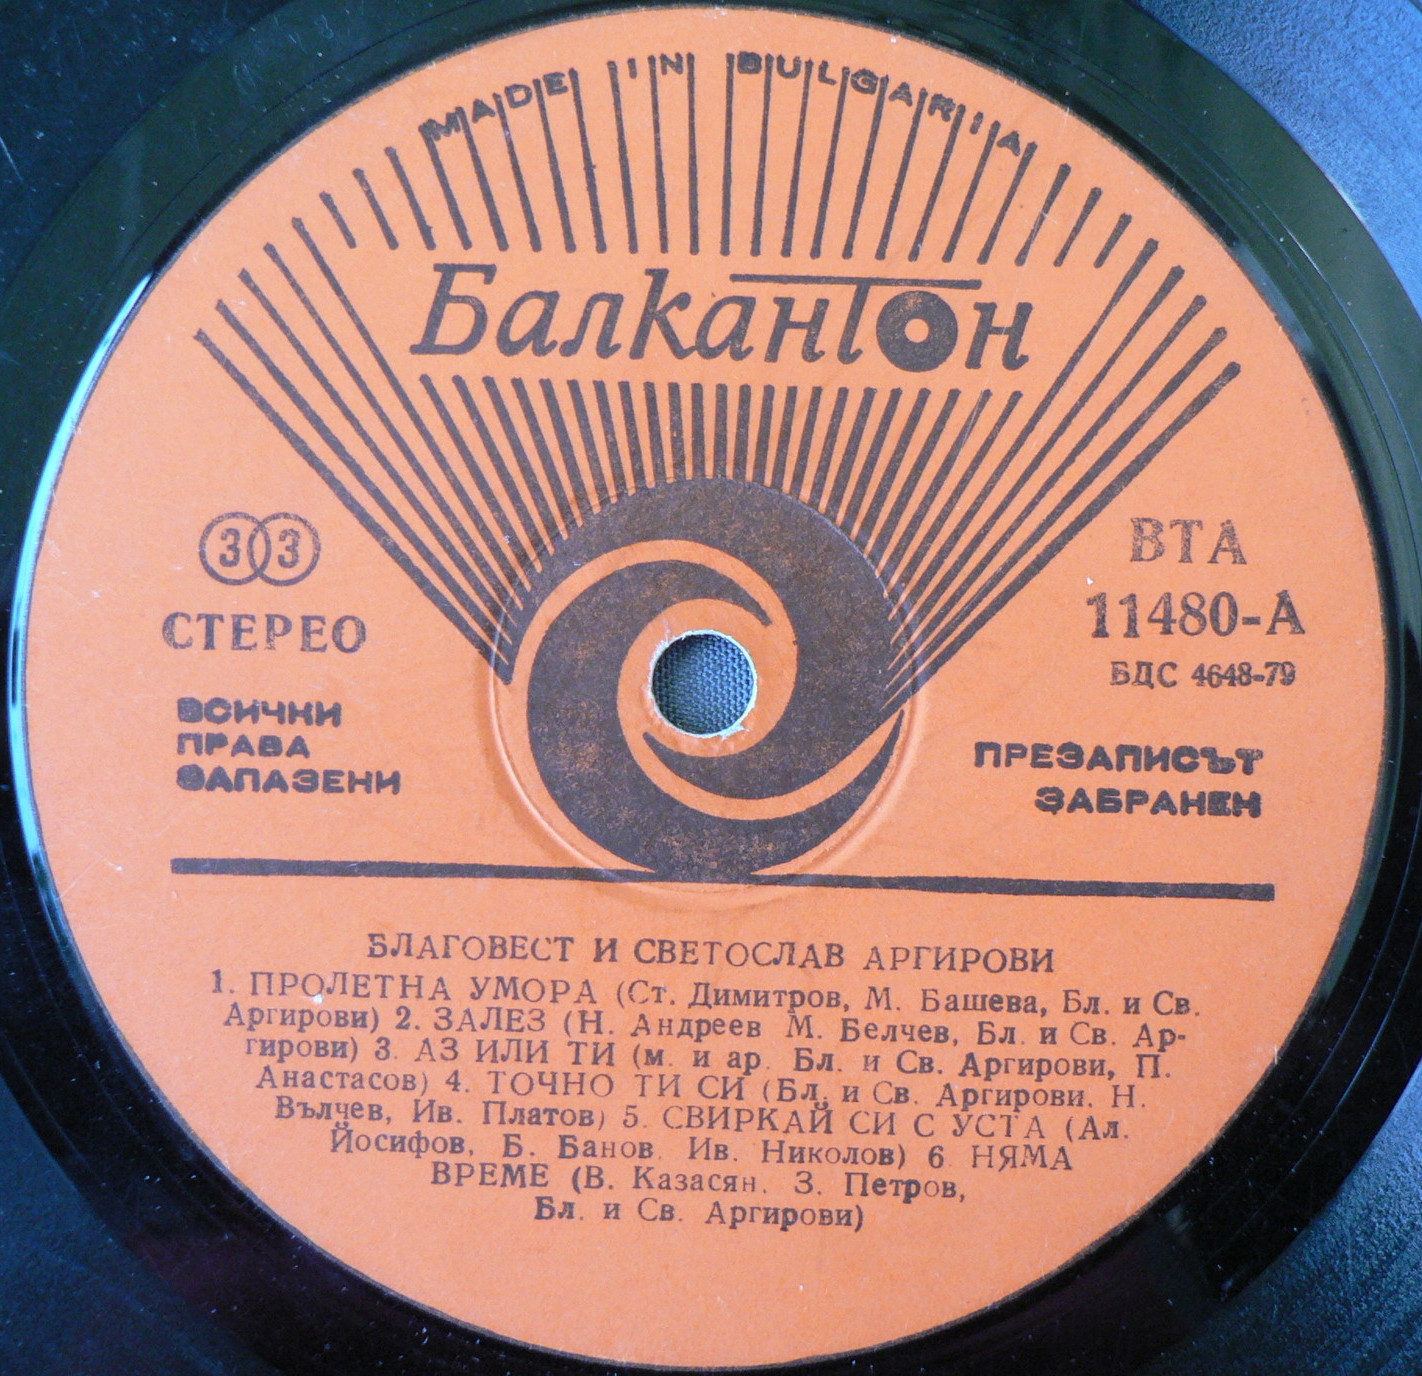 MADE IN BULGARIA
Балкантон
33
СТЕРЕО
ВСИЧКИ
ПРАВА
ЗАПАЗЕНИ
ВТА
11480-А
БДС 4648-79
ПРЕЗАПИСЪТ
ЗАБРАНЕН
БЛАГОВЕСТ И СВЕТОСЛАВ АРГИРОВИ
1. ПРОЛЕТНА УМОРА (Ст. Димитров, М. Башева, Бл. и Св.
Аргирови) 2. ЗАЛЕЗ (Н. Андреев М. Белчев, Бл. и Св. Ар-
гирови) 3. АЗ ИЛИ ТИ (м. и ар. Бл. и Св. Аргирови, П.
Анастасов) 4. ТОЧНО ТИ СИ (Бл. и Св. Аргирови. Н.
Вълчев, Ив. Платов) 5. СВИРКАЙ СИ С УСТА (Ал.
Йосифов, Б. Банов. Ив. Николов) 6. НЯМА
ВРЕМЕ (В. Казасян. З. Петров,
Бл. и Св. Аргирови)